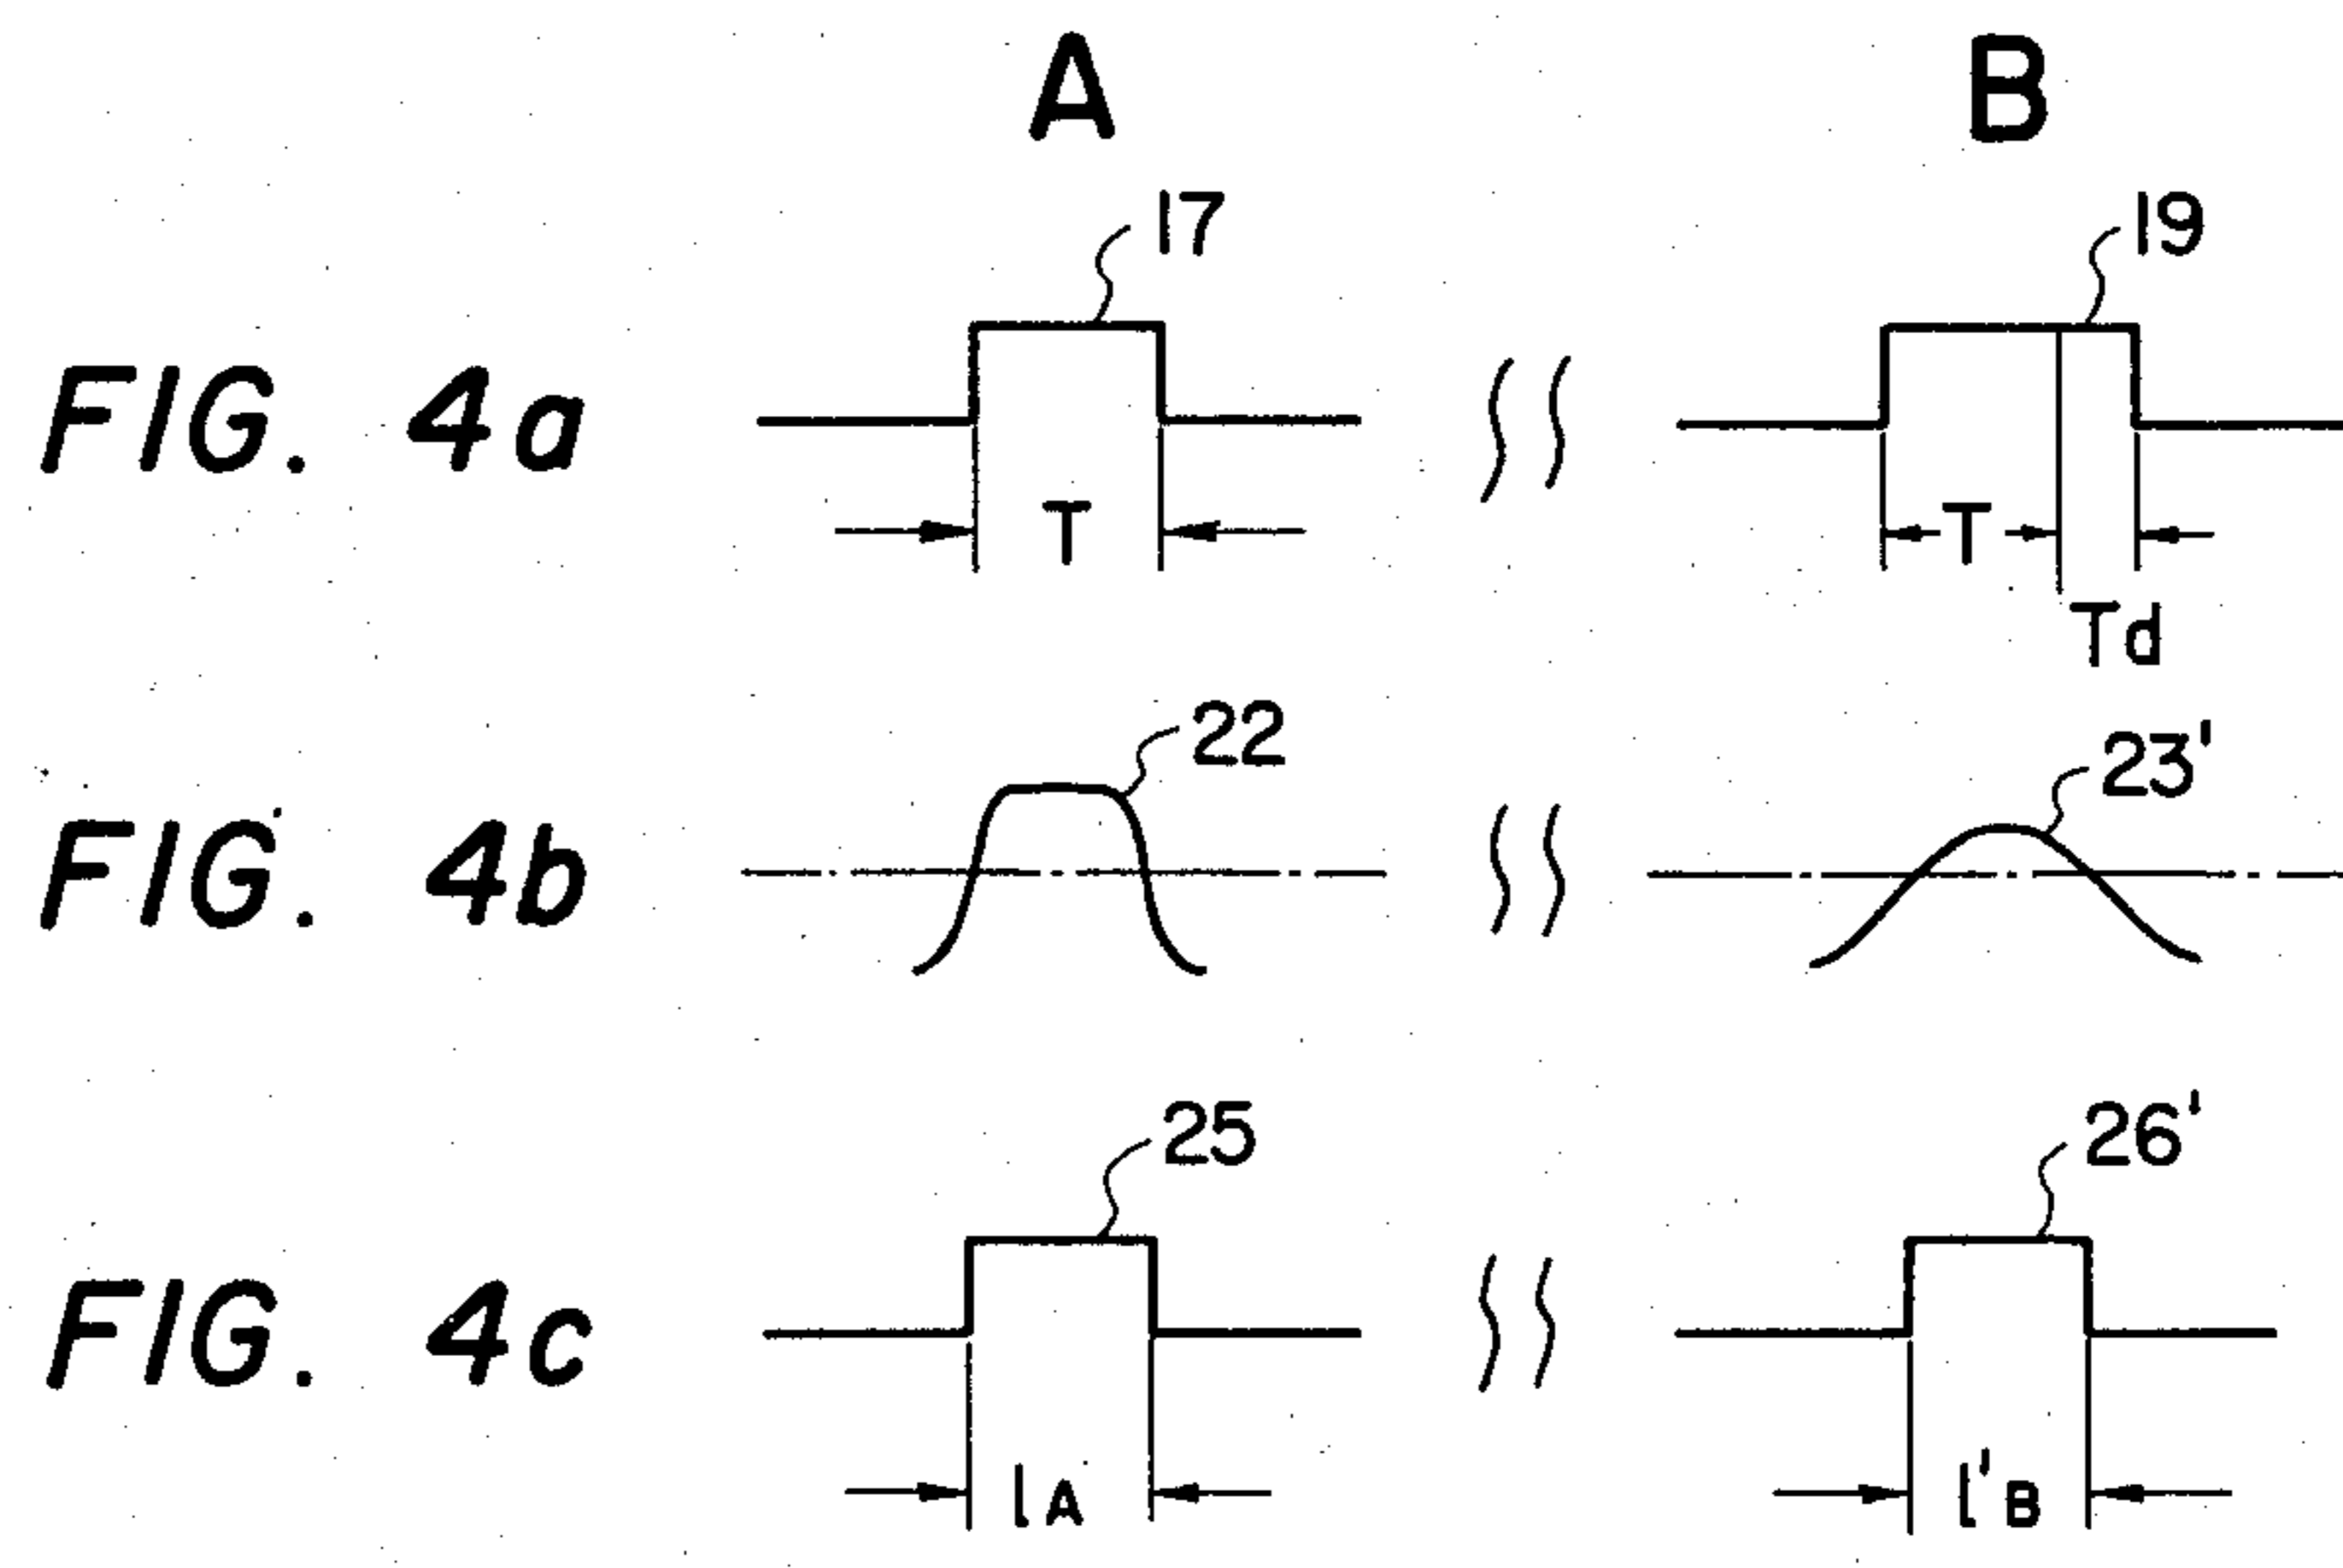 A B
17 19
FIG. 4a
T T
Td
22 23'
FIG. 4b
25 26'
FIG. 4c
lA l'B